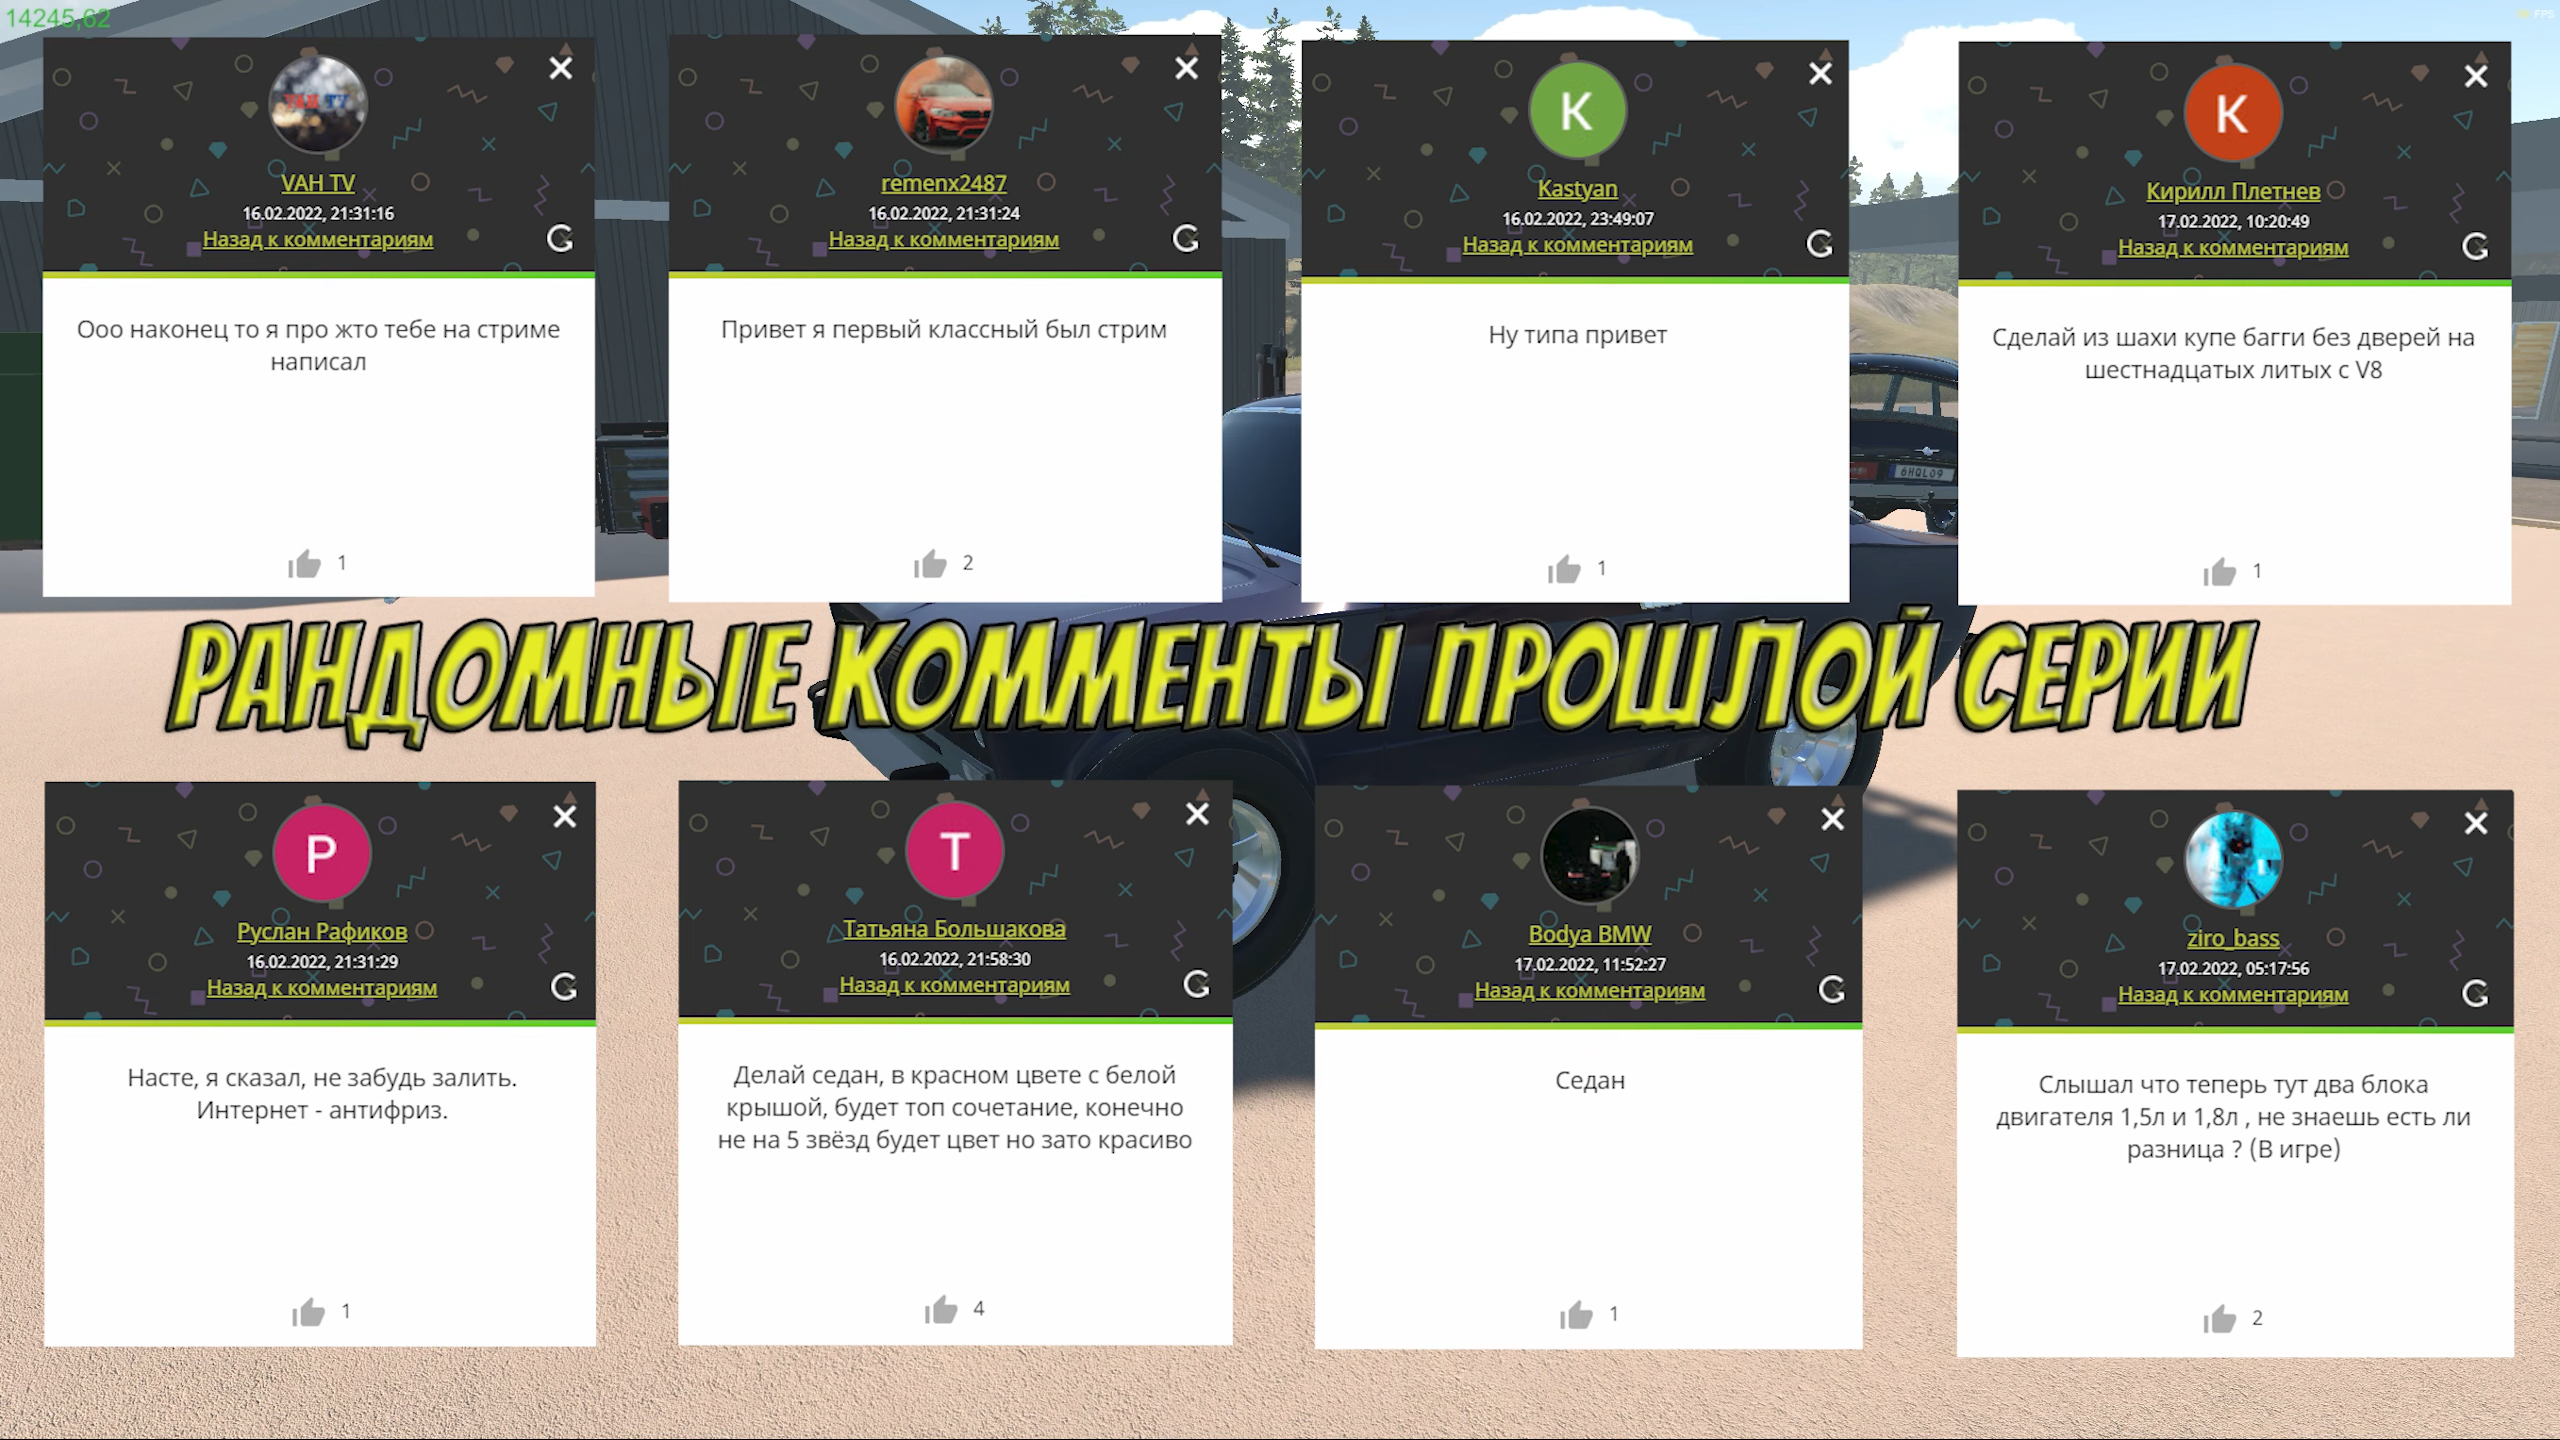 14245,62
FPS
VAH TV
VAH TV
16.02.2022, 21:31:16
Назад к комментариям
Ооо наконец то я про жто тебе на стриме
написал
1
remenx2487
16.02.2022, 21:31:24
Назад к комментариям
Привет я первый классный был стрим
2
K
Kastyan
16.02.2022, 23:49:07
Назад к комментариям
Ну типа привет
1
К
Кирилл Плетнев
17.02.2022, 10:20:49
Назад к комментариям
Сделай из шахи купе багги без дверей на
шестнадцатых литых с V8
1
6HQL09
РАНДОМНЫЕ КОММЕНТЫ ПРОШЛОЙ СЕРИИ
Р
Руслан Рафиков
16.02.2022, 21:31:29
Назад к комментариям
Насте, я сказал, не забудь залить.
Интернет - антифриз.
1
Т
Татьяна Большакова
16.02.2022, 21:58:30
Назад к комментариям
Делай седан, в красном цвете с белой
крышой, будет топ сочетание, конечно
не на 5 звёзд будет цвет но зато красиво
4
Bodya BMW
17.02.2022, 11:52:27
Назад к комментариям
Седан
1
ziro_bass
17.02.2022, 05:17:56
Назад к комментариям
Слышал что теперь тут два блока
двигателя 1,5л и 1,8л , не знаешь есть ли
разница ? (В игре)
2